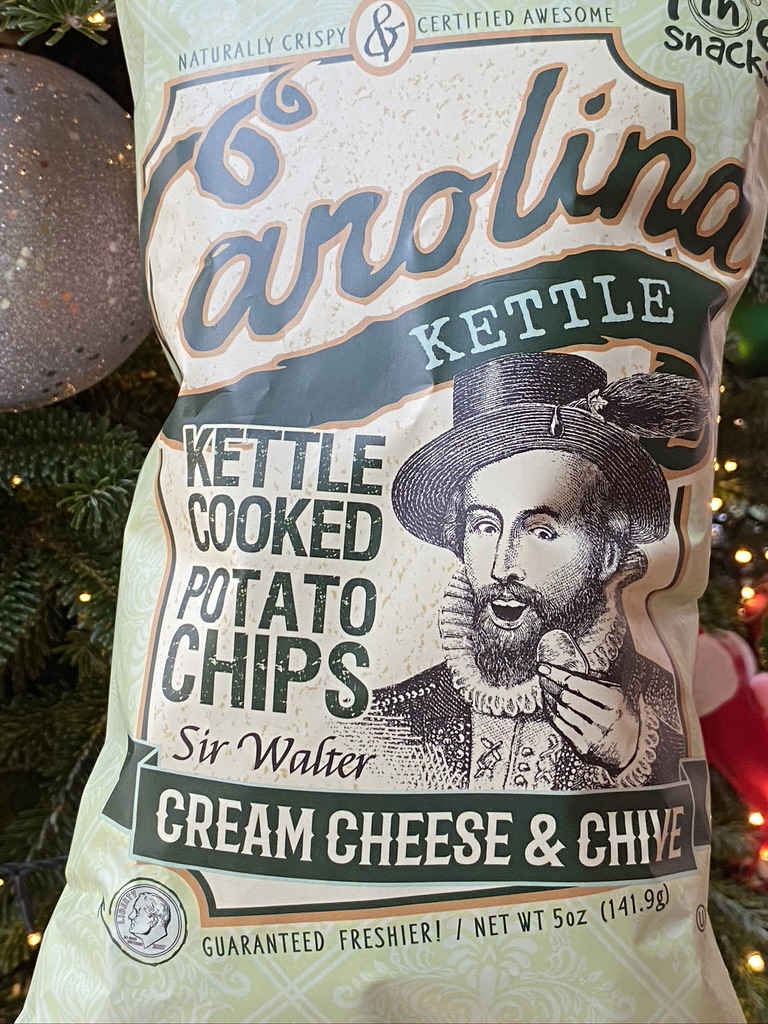 NATURALLY CRISPY & CERTIFIED AWESOME
snack
Carolina
KETTLE
KETTLE
COOKED
POTATO
CHIPS
Sir Walter
CREAM CHEESE & CHIVE
LIBERTY
GUARANTEED FRESHIER! / NET WT 5oz (141.9g)
U